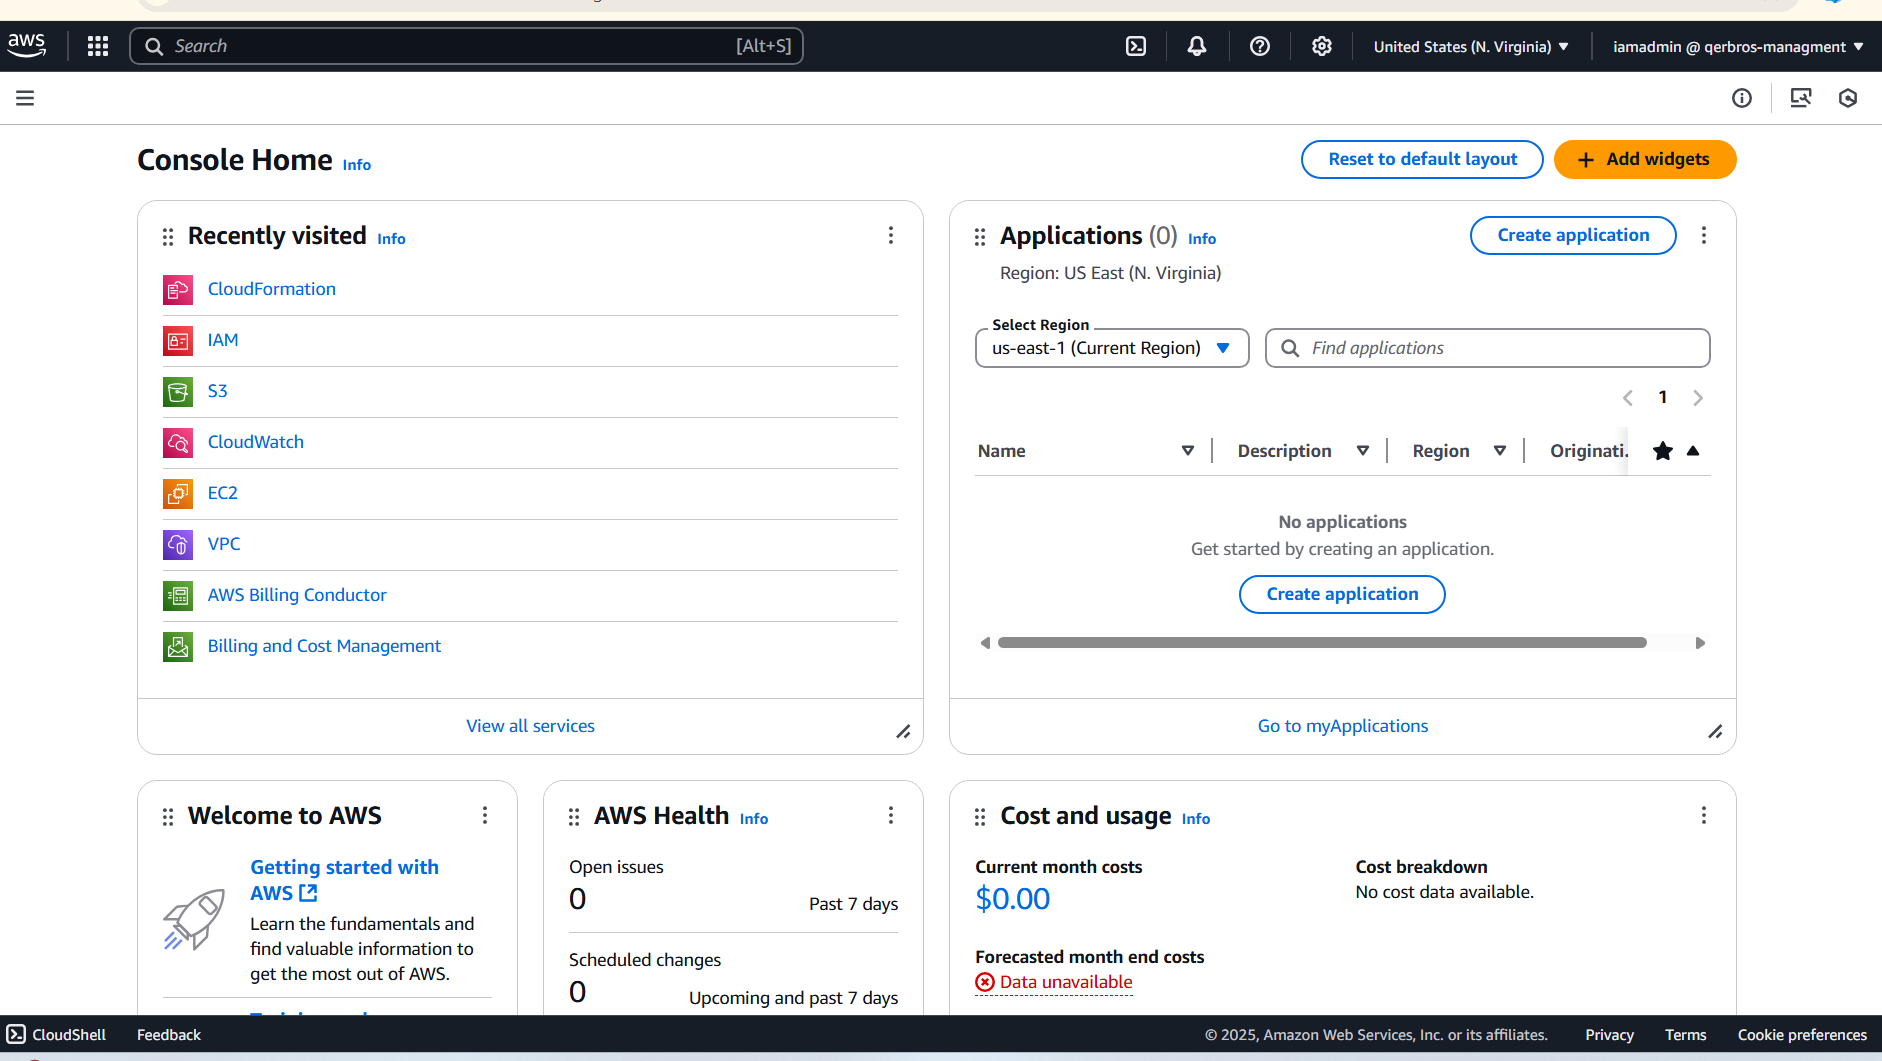 aws
Search
[Alt+S]
United States (N. Virginia)
iamadmin @ qerbros-managment
Console Home Info
Reset to default layout
Add widgets
Recently visited Info
CloudFormation
IAM
S3
CloudWatch
EC2
VPC
AWS Billing Conductor
Billing and Cost Management
View all services
Applications (0) Info
Create application
Region: US East (N. Virginia)
Select Region
us-east-1 (Current Region)
Find applications
1
Name
Description
Region
Originati.
No applications
Get started by creating an application.
Create application
Go to myApplications
Welcome to AWS
Getting started with
AWS
Learn the fundamentals and
find valuable information to
get the most out of AWS.
AWS Health Info
Open issues
0
Past 7 days
Scheduled changes
0
Upcoming and past 7 days
Cost and usage Info
Current month costs
$0.00
Cost breakdown
No cost data available.
Forecasted month end costs
Data unavailable
CloudShell
Feedback
© 2025, Amazon Web Services, Inc. or its affiliates.
Privacy
Terms
Cookie preferences